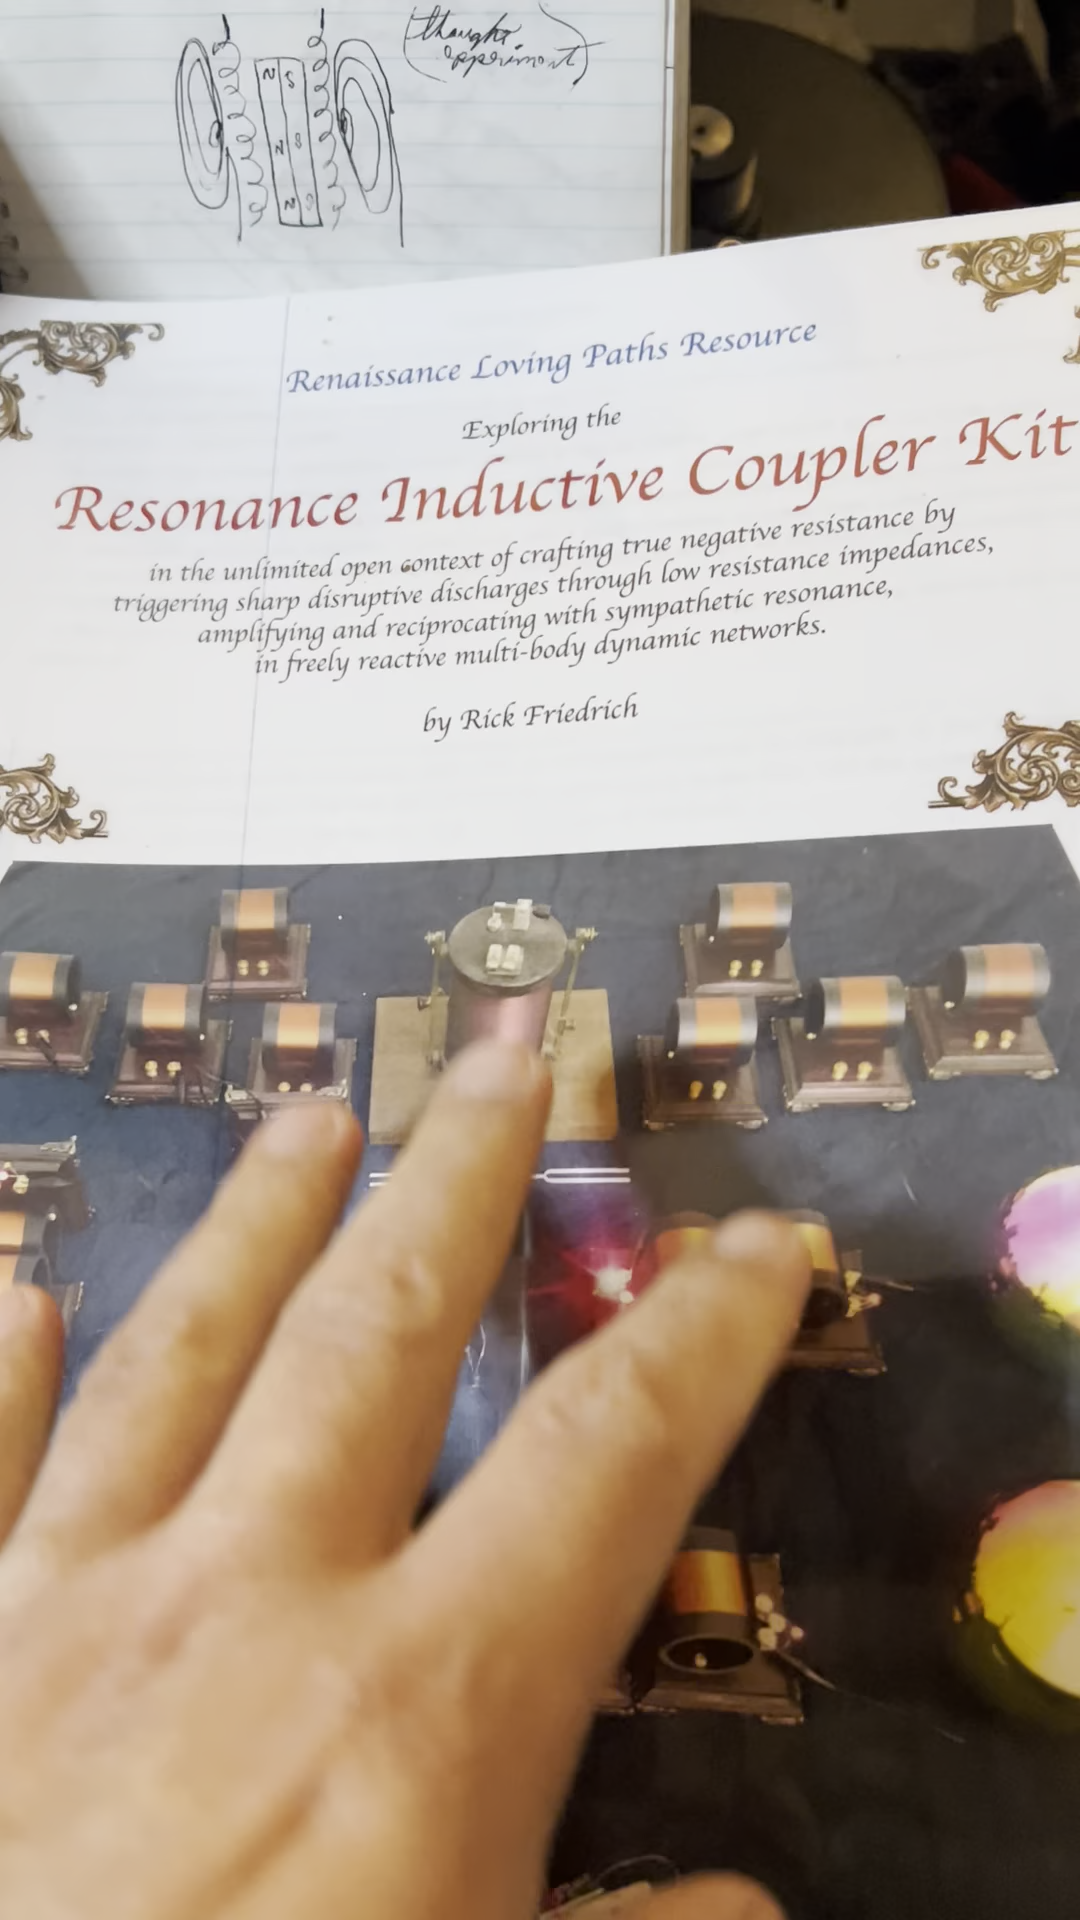 (thought
experiment)
N S
N S
N S
Renaissance Loving Paths Resource
Exploring the
Resonance Inductive Coupler Kit
in the unlimited open context of crafting true negative resistance by
triggering sharp disruptive discharges through low resistance impedances,
amplifying and reciprocating with sympathetic resonance,
in freely reactive multi-body dynamic networks.
by Rick Friedrich